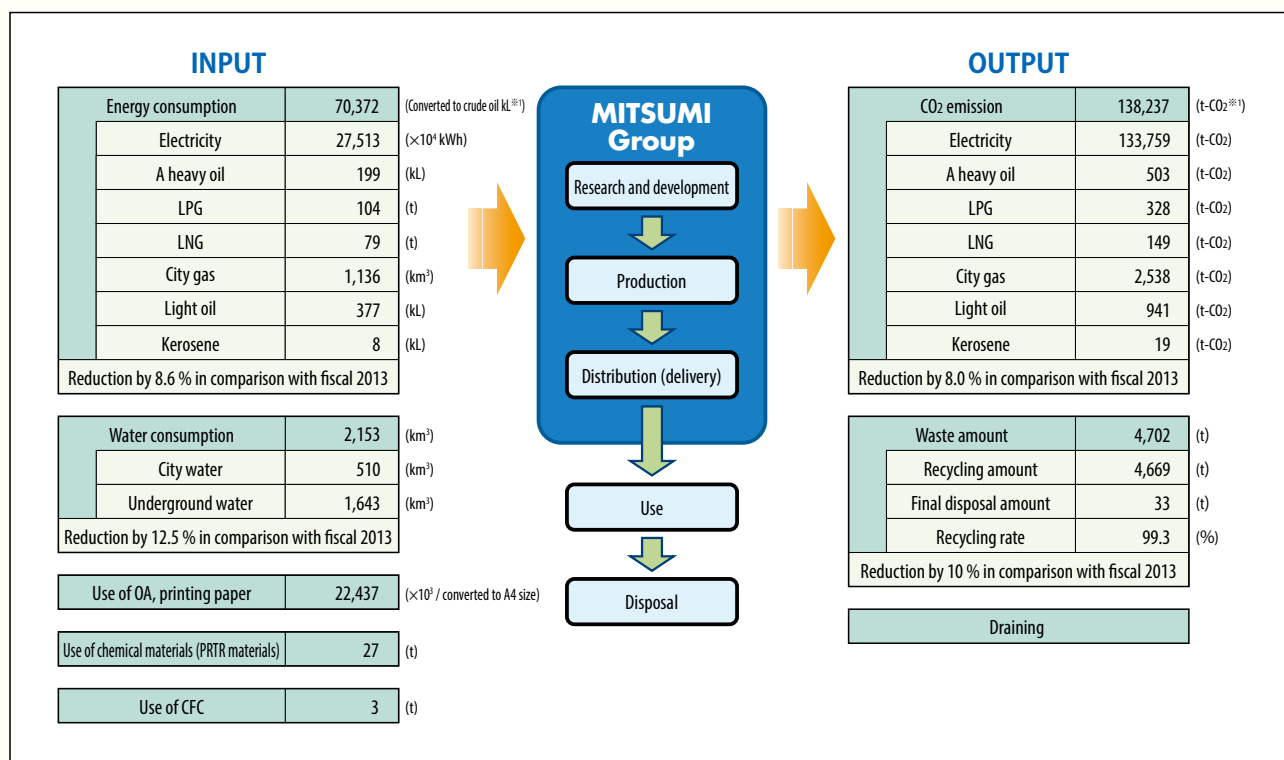 INPUT
Energy consumption 70,372 (Converted to crude oil kL※1)
Electricity 27,513 (×10⁴ kWh)
A heavy oil 199 (kL)
LPG 104 (t)
LNG 79 (t)
City gas 1,136 (km³)
Light oil 377 (kL)
Kerosene 8 (kL)
Reduction by 8.6 % in comparison with fiscal 2013
Water consumption 2,153 (km³)
City water 510 (km³)
Underground water 1,643 (km³)
Reduction by 12.5 % in comparison with fiscal 2013
Use of OA, printing paper 22,437 (×10³ / converted to A4 size)
Use of chemical materials (PRTR materials) 27 (t)
Use of CFC 3 (t)
MITSUMI
Group
Research and development
Production
Distribution (delivery)
Use
Disposal
OUTPUT
CO₂ emission 138,237 (t-CO₂※1)
Electricity 133,759 (t-CO₂)
A heavy oil 503 (t-CO₂)
LPG 328 (t-CO₂)
LNG 149 (t-CO₂)
City gas 2,538 (t-CO₂)
Light oil 941 (t-CO₂)
Kerosene 19 (t-CO₂)
Reduction by 8.0 % in comparison with fiscal 2013
Waste amount 4,702 (t)
Recycling amount 4,669 (t)
Final disposal amount 33 (t)
Recycling rate 99.3 (%)
Reduction by 10 % in comparison with fiscal 2013
Draining